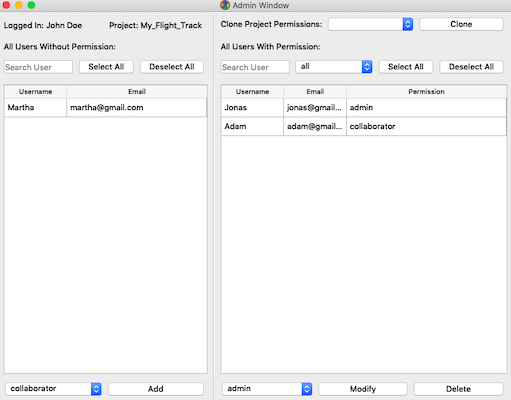 Admin Window
Logged In: John Doe Project: My_Flight_Track
Clone Project Permissions: Clone
All Users Without Permission:
All Users With Permission:
Search User Select All Deselect All
Search User all Select All Deselect All
Username Email
Martha martha@gmail.com
Username Email Permission
Jonas jonas@gmail... admin
Adam adam@gmail... collaborator
collaborator Add
admin Modify Delete